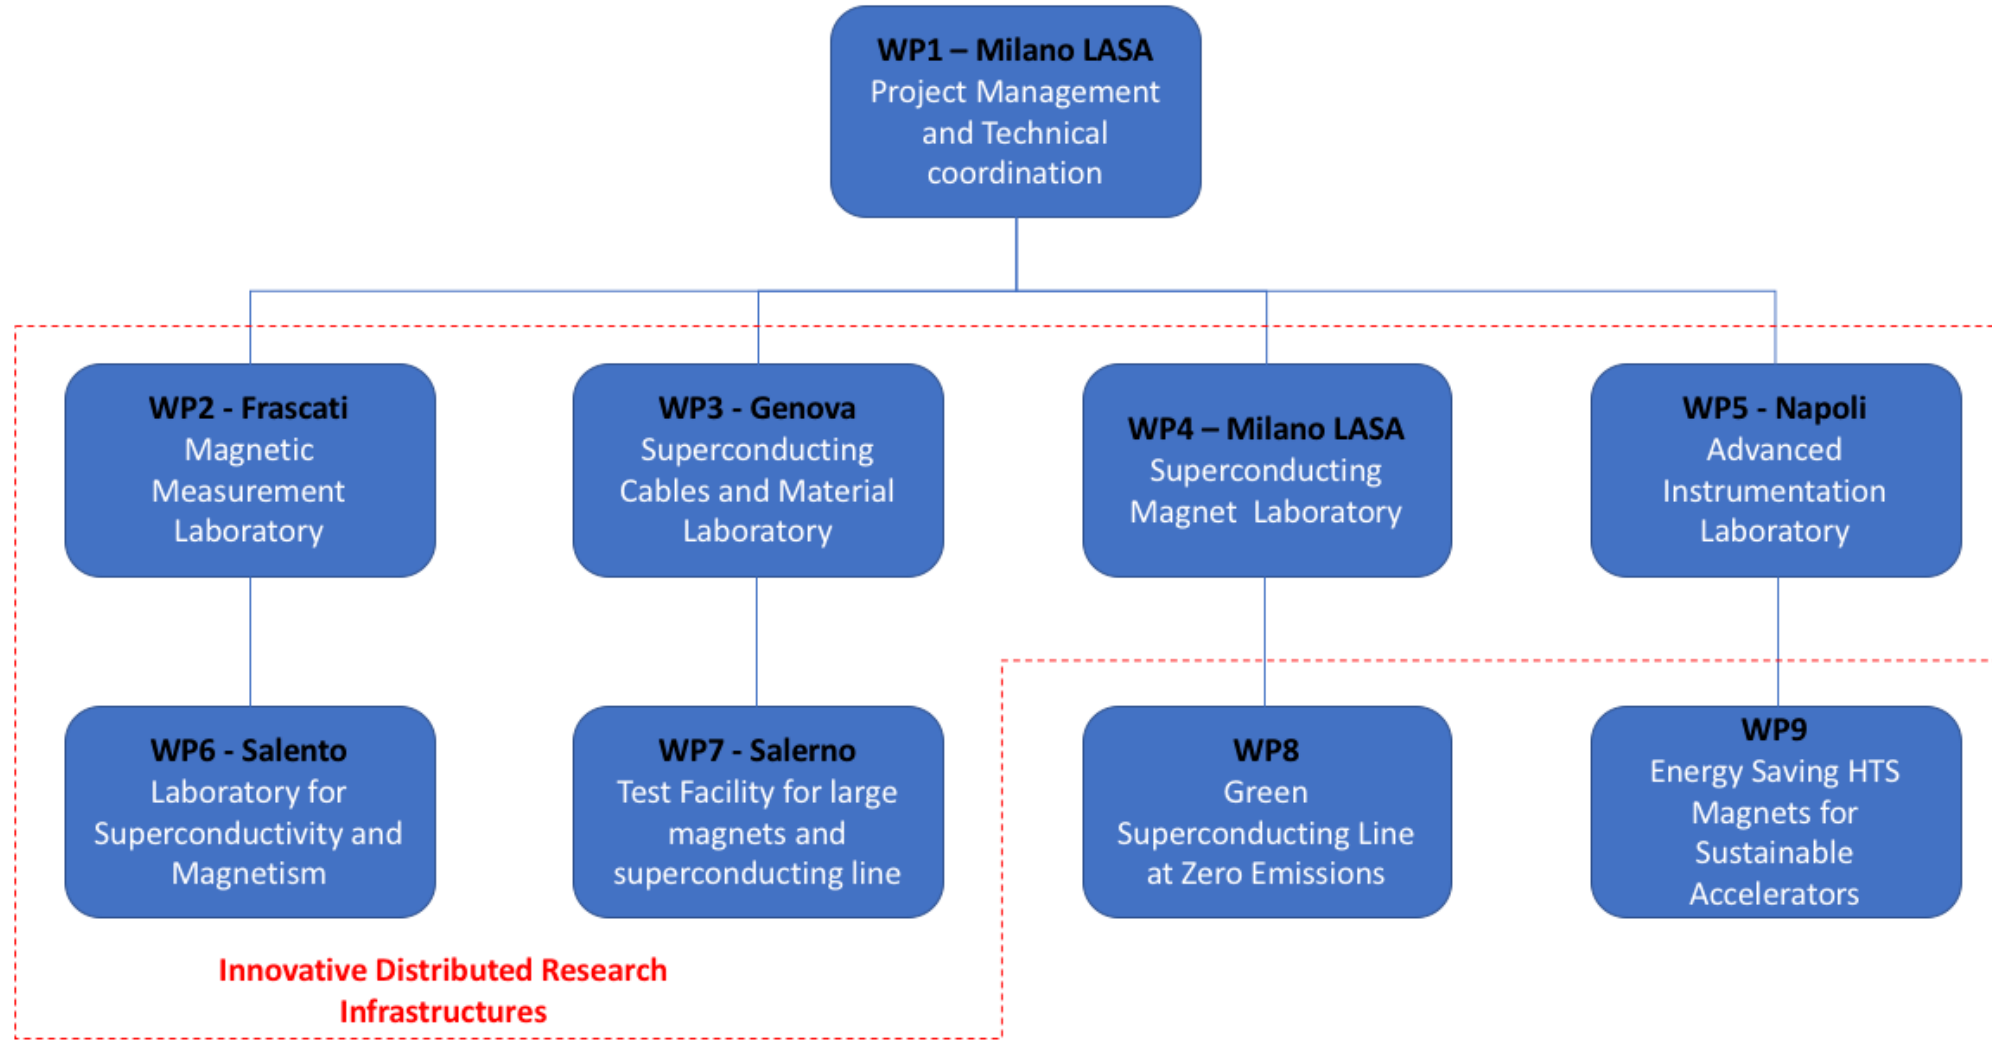 WP1 – Milano LASA
Project Management
and Technical
coordination
WP2 - Frascati
Magnetic
Measurement
Laboratory
WP3 - Genova
Superconducting
Cables and Material
Laboratory
WP4 – Milano LASA
Superconducting
Magnet  Laboratory
WP5 - Napoli
Advanced
Instrumentation
Laboratory
WP6 - Salento
Laboratory for
Superconductivity and
Magnetism
WP7 - Salerno
Test Facility for large
magnets and
superconducting line
WP8
Green
Superconducting Line
at Zero Emissions
WP9
Energy Saving HTS
Magnets for
Sustainable
Accelerators
Innovative Distributed Research
Infrastructures